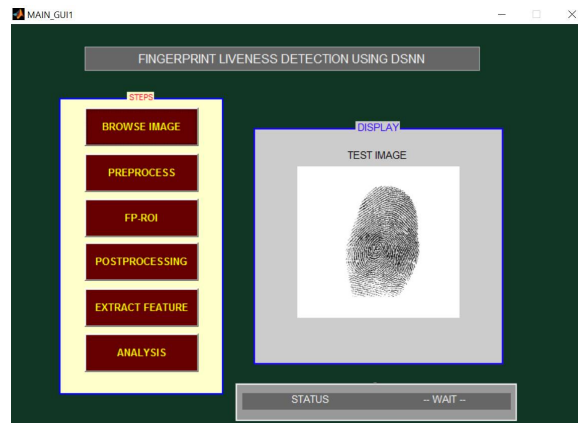 MAIN_GUI1
FINGERPRINT LIVENESS DETECTION USING DSNN
STEPS
BROWSE IMAGE
PREPROCESS
FP-ROI
POSTPROCESSING
EXTRACT FEATURE
ANALYSIS
DISPLAY
TEST IMAGE
STATUS -- WAIT --